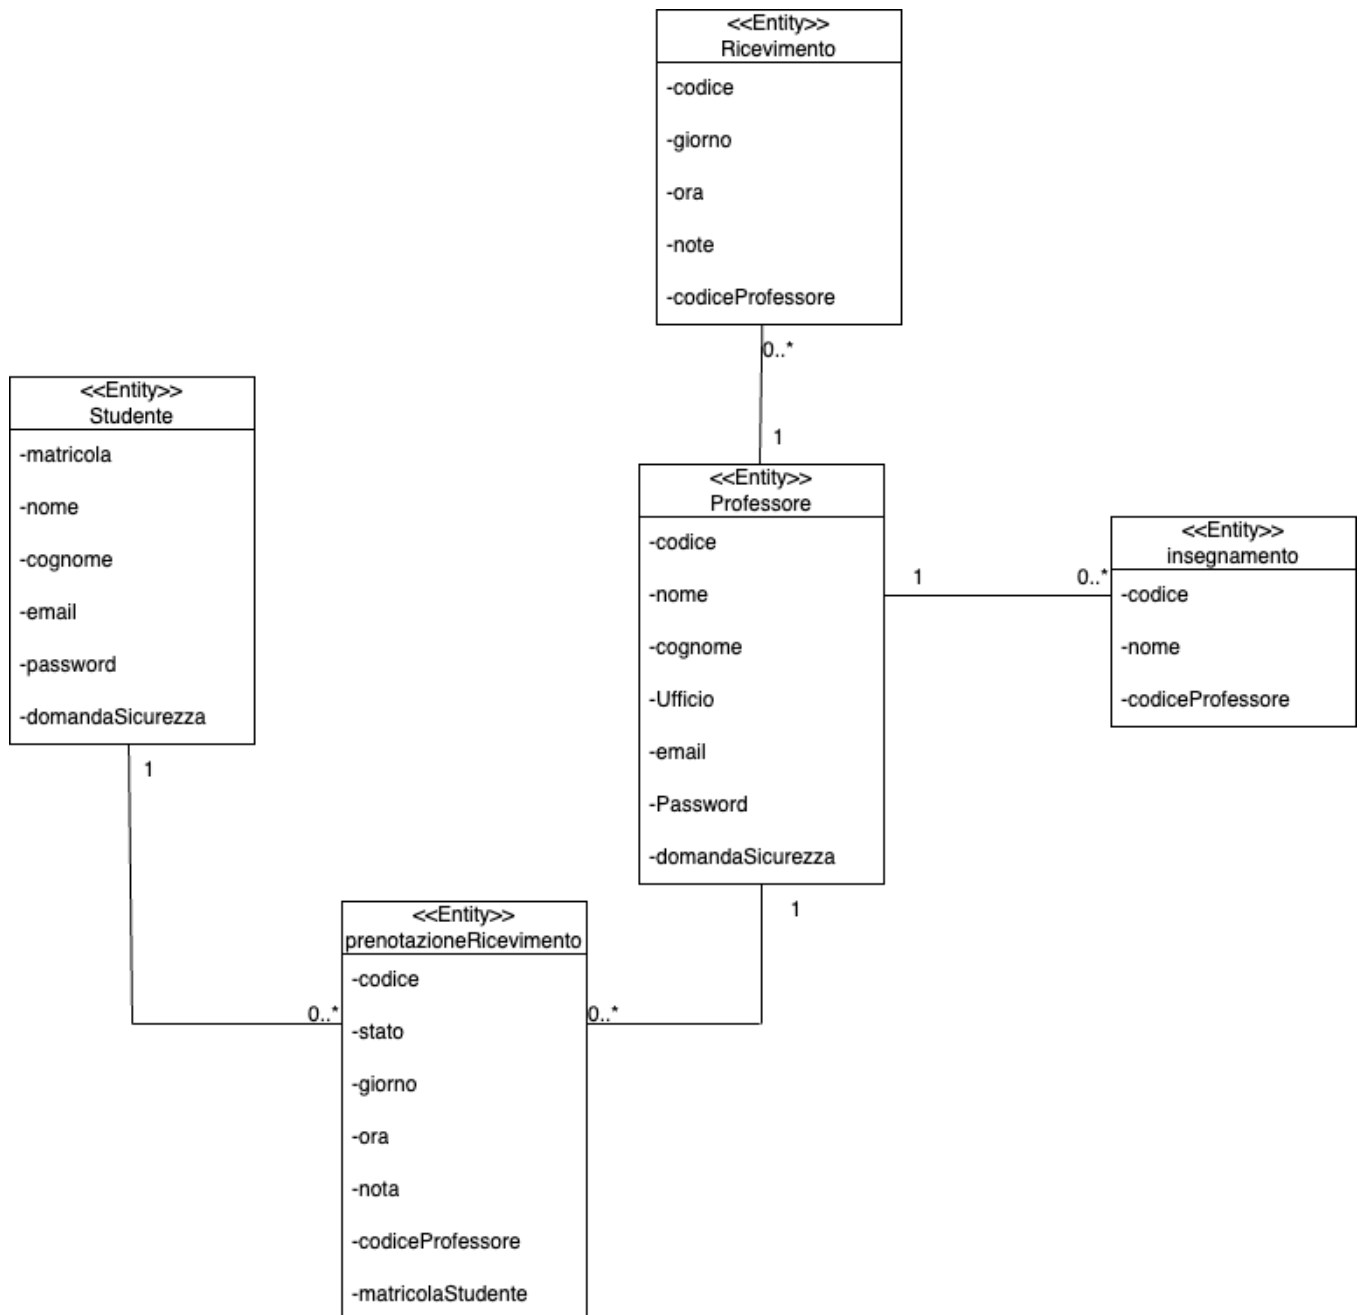 <<Entity>>
Ricevimento
-codice
-giorno
-ora
-note
-codiceProfessore
0..*
1
<<Entity>>
Studente
-matricola
-nome
-cognome
-email
-password
-domandaSicurezza
1
<<Entity>>
Professore
-codice
-nome
-cognome
-Ufficio
-email
-Password
-domandaSicurezza
1
1
0..*
<<Entity>>
insegnamento
-codice
-nome
-codiceProfessore
<<Entity>>
prenotazioneRicevimento
-codice
-stato
-giorno
-ora
-nota
-codiceProfessore
-matricolaStudente
0..*
0..*